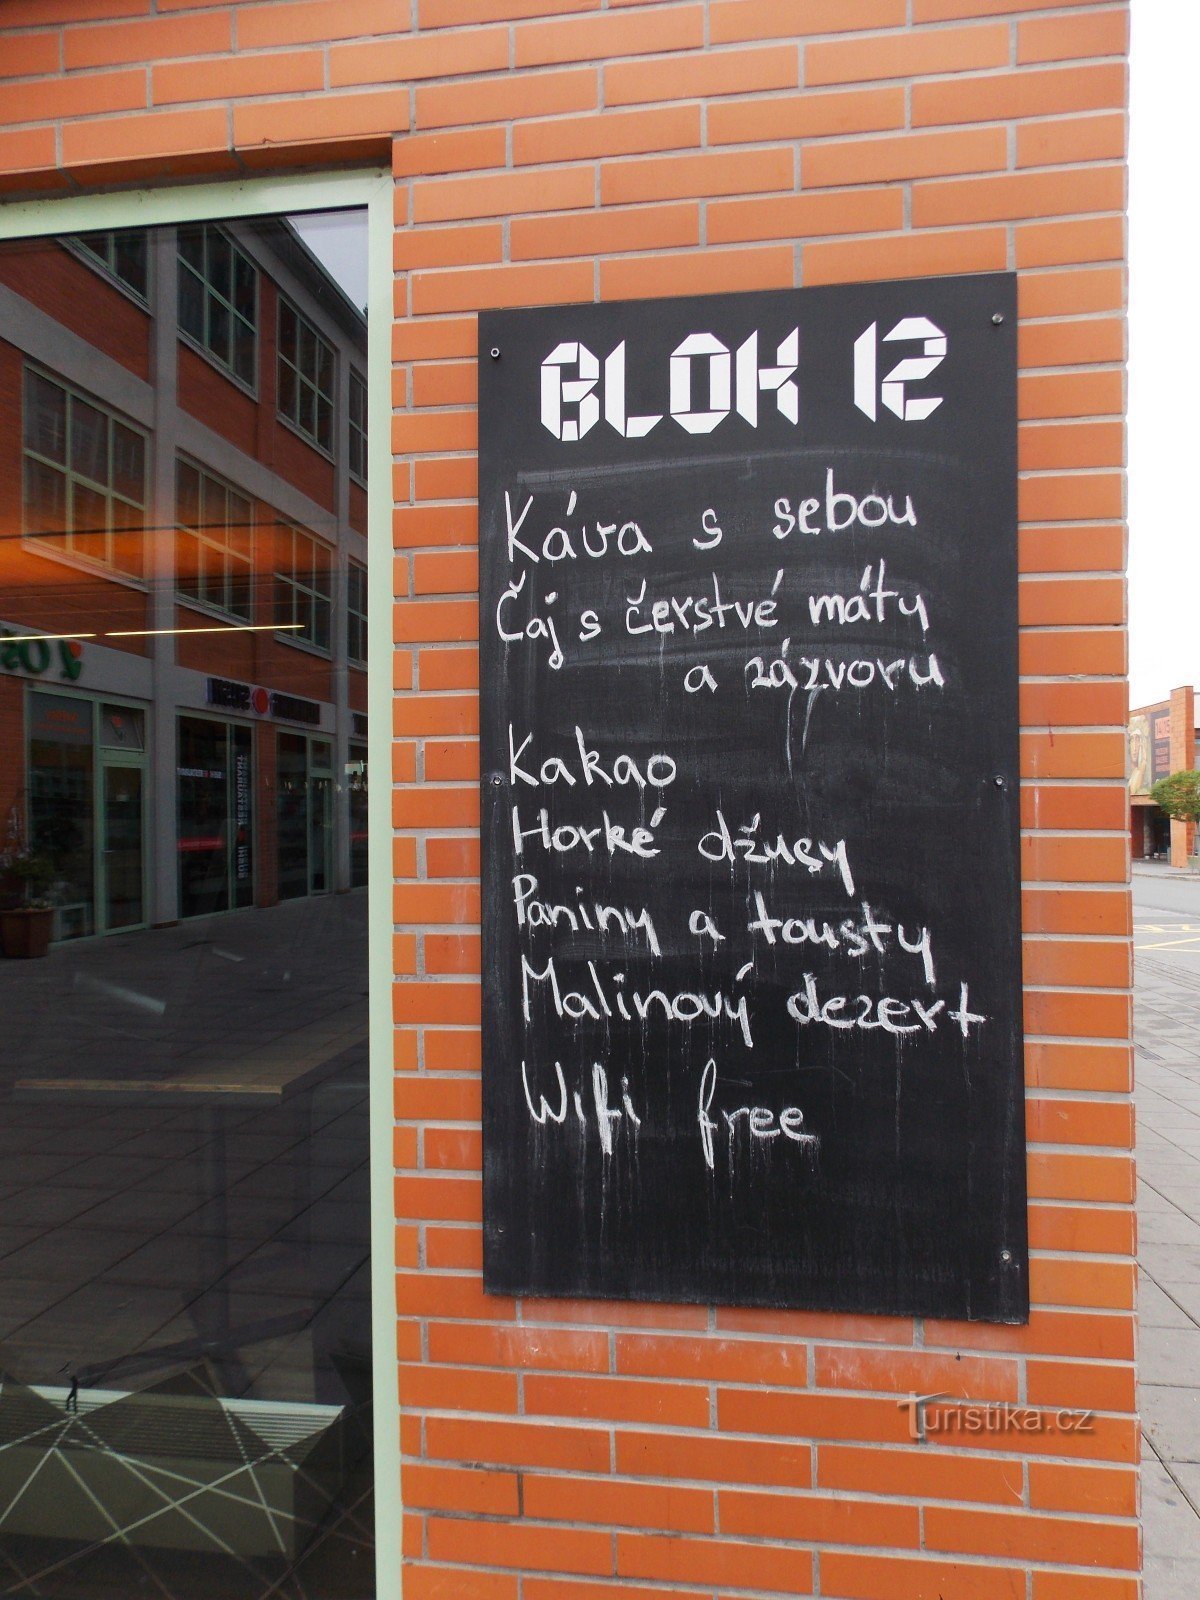 BLOK 12
Káva s sebou
Čaj s čerstvé máty
a zázvoru
Kakao
Horké džusy
Paniny a tousty
Malinový dezert
Wifi free
Turistika.cz